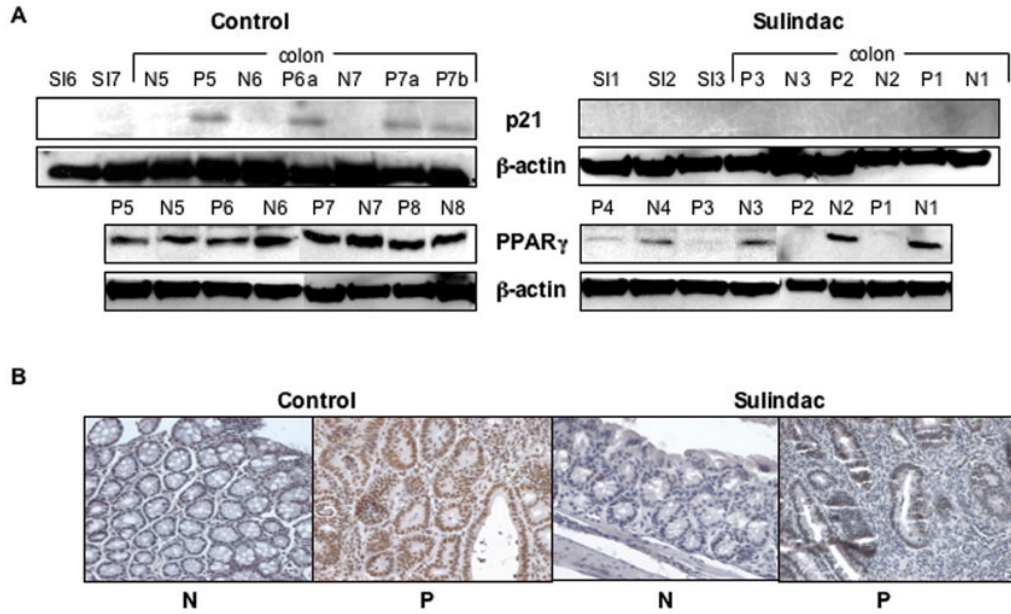 A
Control
Sulindac
colon
colon
SI6 SI7 N5 P5 N6 P6a N7 P7a P7b
SI1 SI2 SI3 P3 N3 P2 N2 P1 N1
p21
β-actin
P5 N5 P6 N6 P7 N7 P8 N8
P4 N4 P3 N3 P2 N2 P1 N1
PPARγ
β-actin
B
Control
Sulindac
N P N P